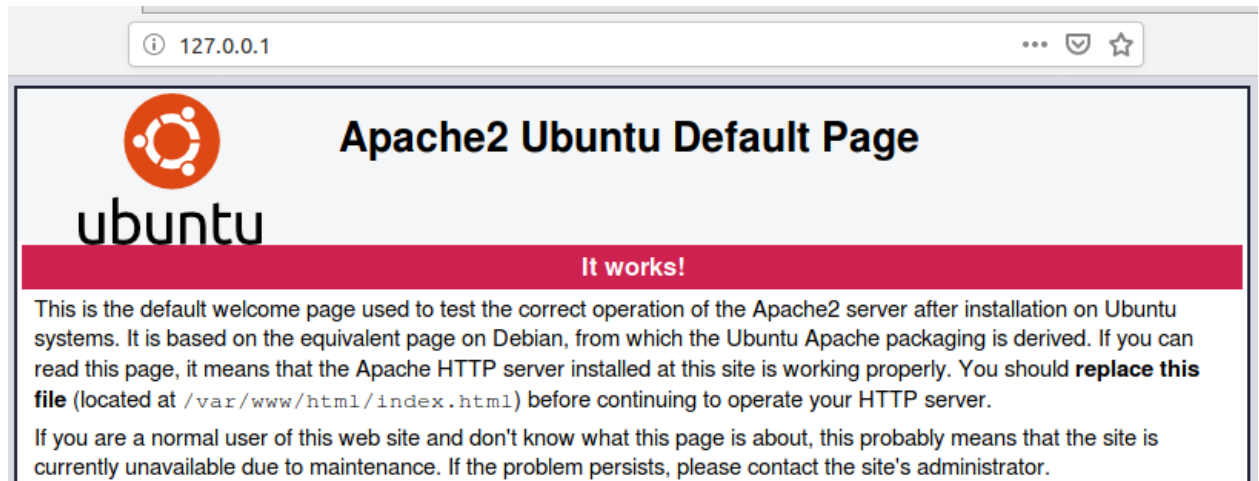 127.0.0.1
Apache2 Ubuntu Default Page
ubuntu
It works!
This is the default welcome page used to test the correct operation of the Apache2 server after installation on Ubuntu
systems. It is based on the equivalent page on Debian, from which the Ubuntu Apache packaging is derived. If you can
read this page, it means that the Apache HTTP server installed at this site is working properly. You should replace this
file (located at /var/www/html/index.html) before continuing to operate your HTTP server.
If you are a normal user of this web site and don't know what this page is about, this probably means that the site is
currently unavailable due to maintenance. If the problem persists, please contact the site's administrator.